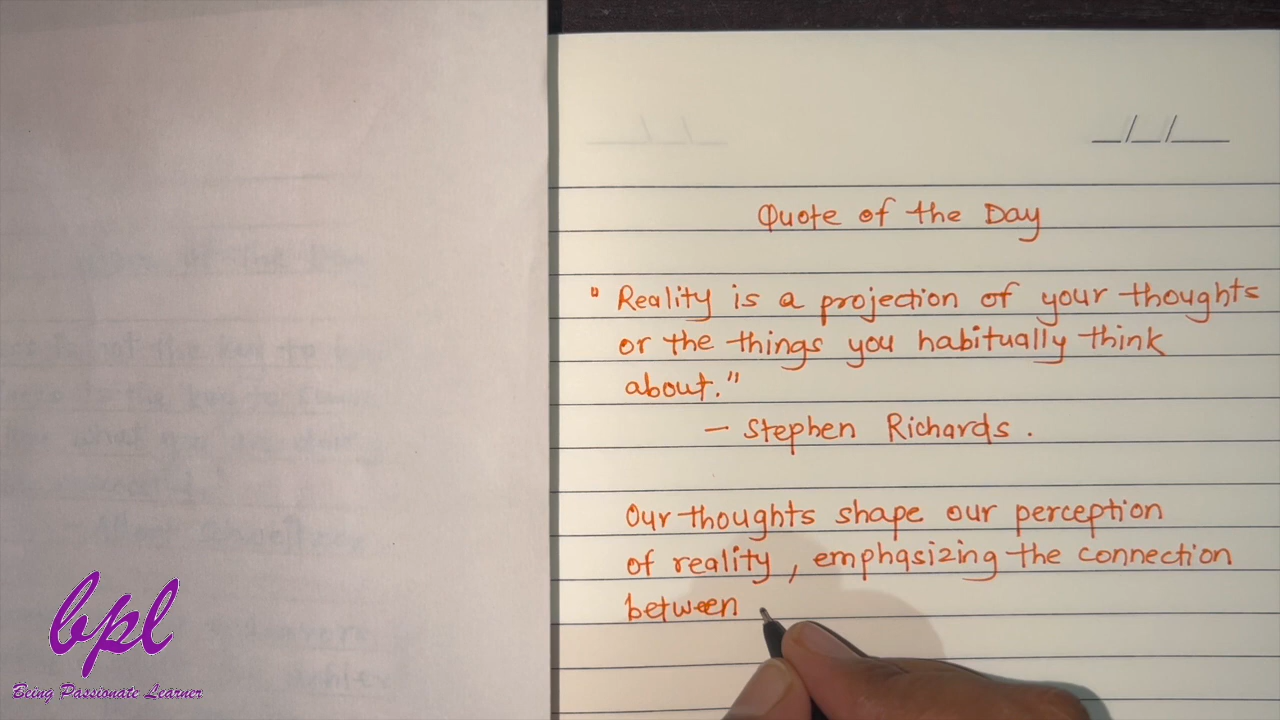 Quote of the Day
" Reality is a projection of your thoughts
or the things you habitually think
about."
- Stephen Richards.
Our thoughts shape our perception
of reality, emphasizing the connection
between
bpl
Being Passionate Learner